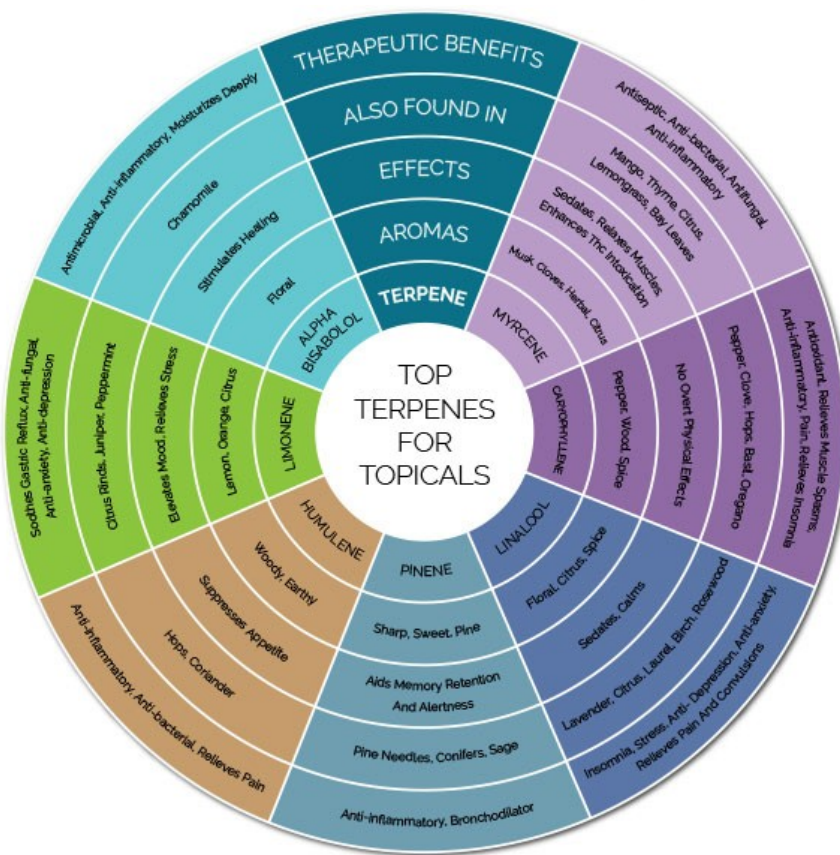 THERAPEUTIC BENEFITS
ALSO FOUND IN
EFFECTS
AROMAS
TERPENE
TOP
TERPENES
FOR
TOPICALS
Antiseptic, Anti-bacterial, Antifungal,
Anti-inflammatory
Mango, Thyme, Citrus,
Lemongrass, Bay Leaves
Sedates, Relaxes Muscles,
Enhances Thc Intoxication
Musk, Cloves, Herbal, Citrus
MYRCENE
Antioxidant, Relieves Muscle Spasms,
Anti-inflammatory, Pain, Relieves Insomnia
Pepper, Clove, Hops, Basil, Oregano
No Overt Physical Effects
Pepper, Wood, Spice
CARYOPHYLLENE
LINALOOL
Floral, Citrus, Spice
Sedates, Calms
Lavender, Citrus, Laurel, Birch, Rosewood
Insomnia, Stress, Anti- Depression, Anti-anxiety,
Relieves Pain And Convulsions
PINENE
Sharp, Sweet, Pine
Aids Memory Retention
And Alertness
Pine Needles, Conifers, Sage
Anti-inflammatory, Bronchodilator
HUMULENE
Woody, Earthy
Suppresses Appetite
Hops, Coriander
Anti-inflammatory, Anti-bacterial, Relieves Pain
Soothes Gastric Reflux, Anti-fungal,
Anti-anxiety, Anti-depression
Citrus Rinds, Juniper, Peppermint
Elevates Mood, Relieves Stress
Lemon, Orange, Citrus
LIMONENE
Antimicrobial, Anti-inflammatory, Moisturizes Deeply
Chamomile
Stimulates Healing
Floral
ALPHA
BISABOLOL